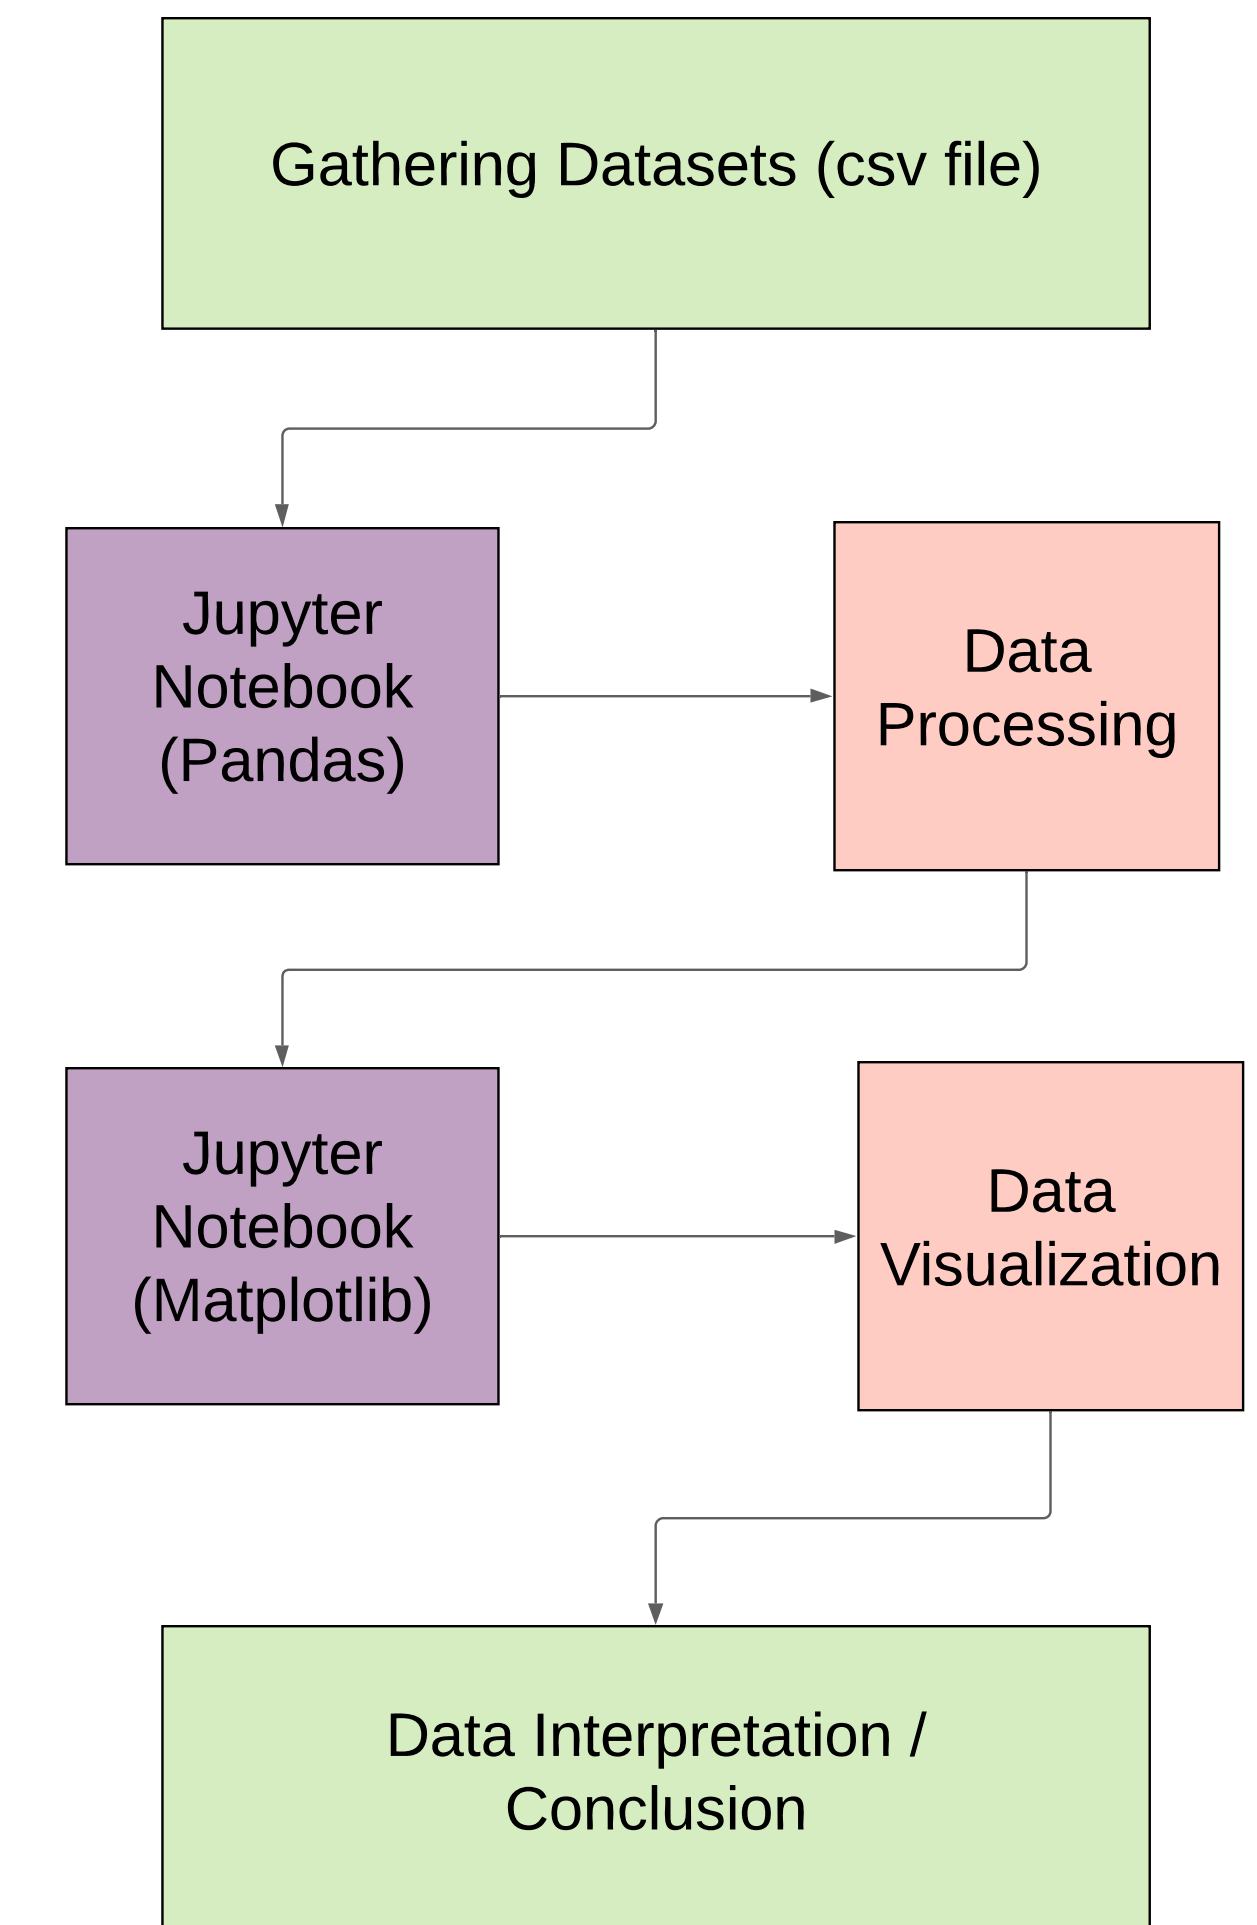 Gathering Datasets (csv file)
Jupyter
Notebook
(Pandas)
Data
Processing
Jupyter
Notebook
(Matplotlib)
Data
Visualization
Data Interpretation /
Conclusion